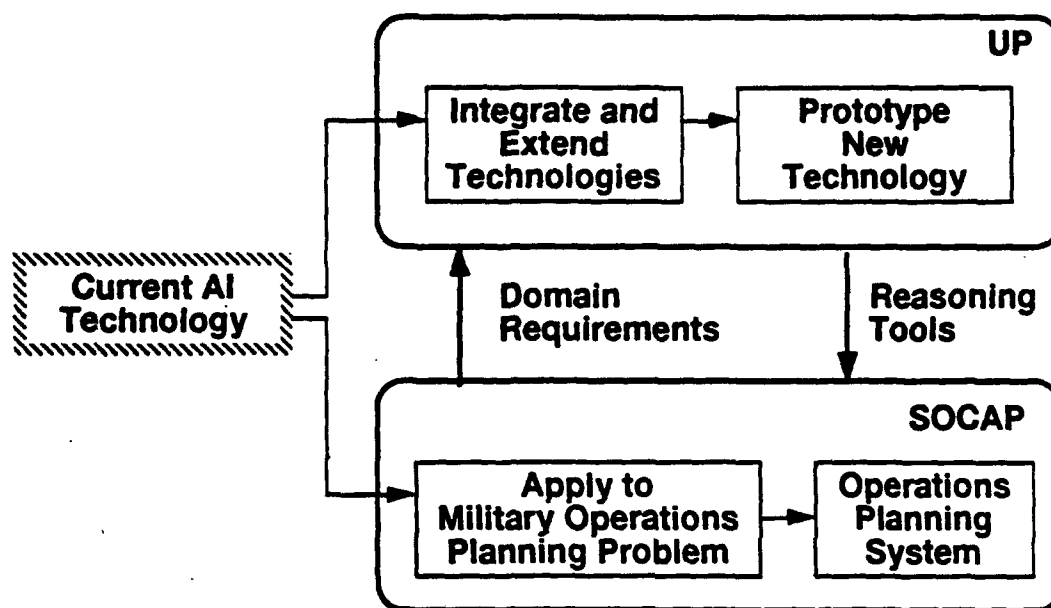 UP
Integrate and
Extend
Technologies
Prototype
New
Technology
Current AI
Technology
Domain
Requirements
Reasoning
Tools
SOCAP
Apply to
Military Operations
Planning Problem
Operations
Planning
System